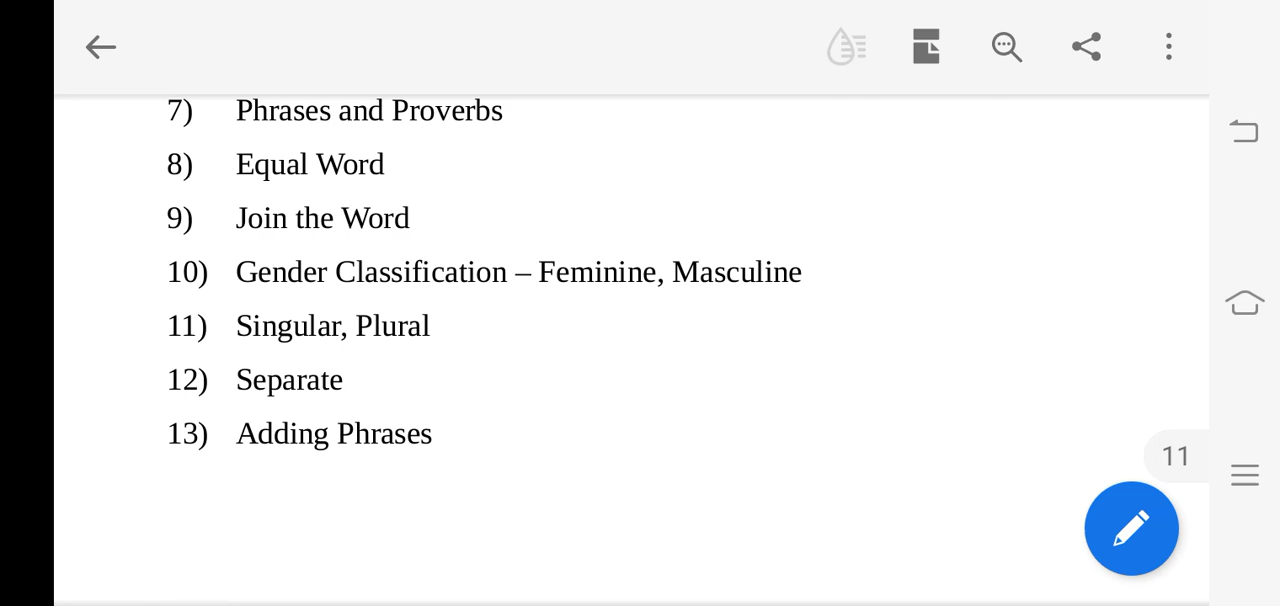 7) Phrases and Proverbs
8) Equal Word
9) Join the Word
10) Gender Classification – Feminine, Masculine
11) Singular, Plural
12) Separate
13) Adding Phrases
11